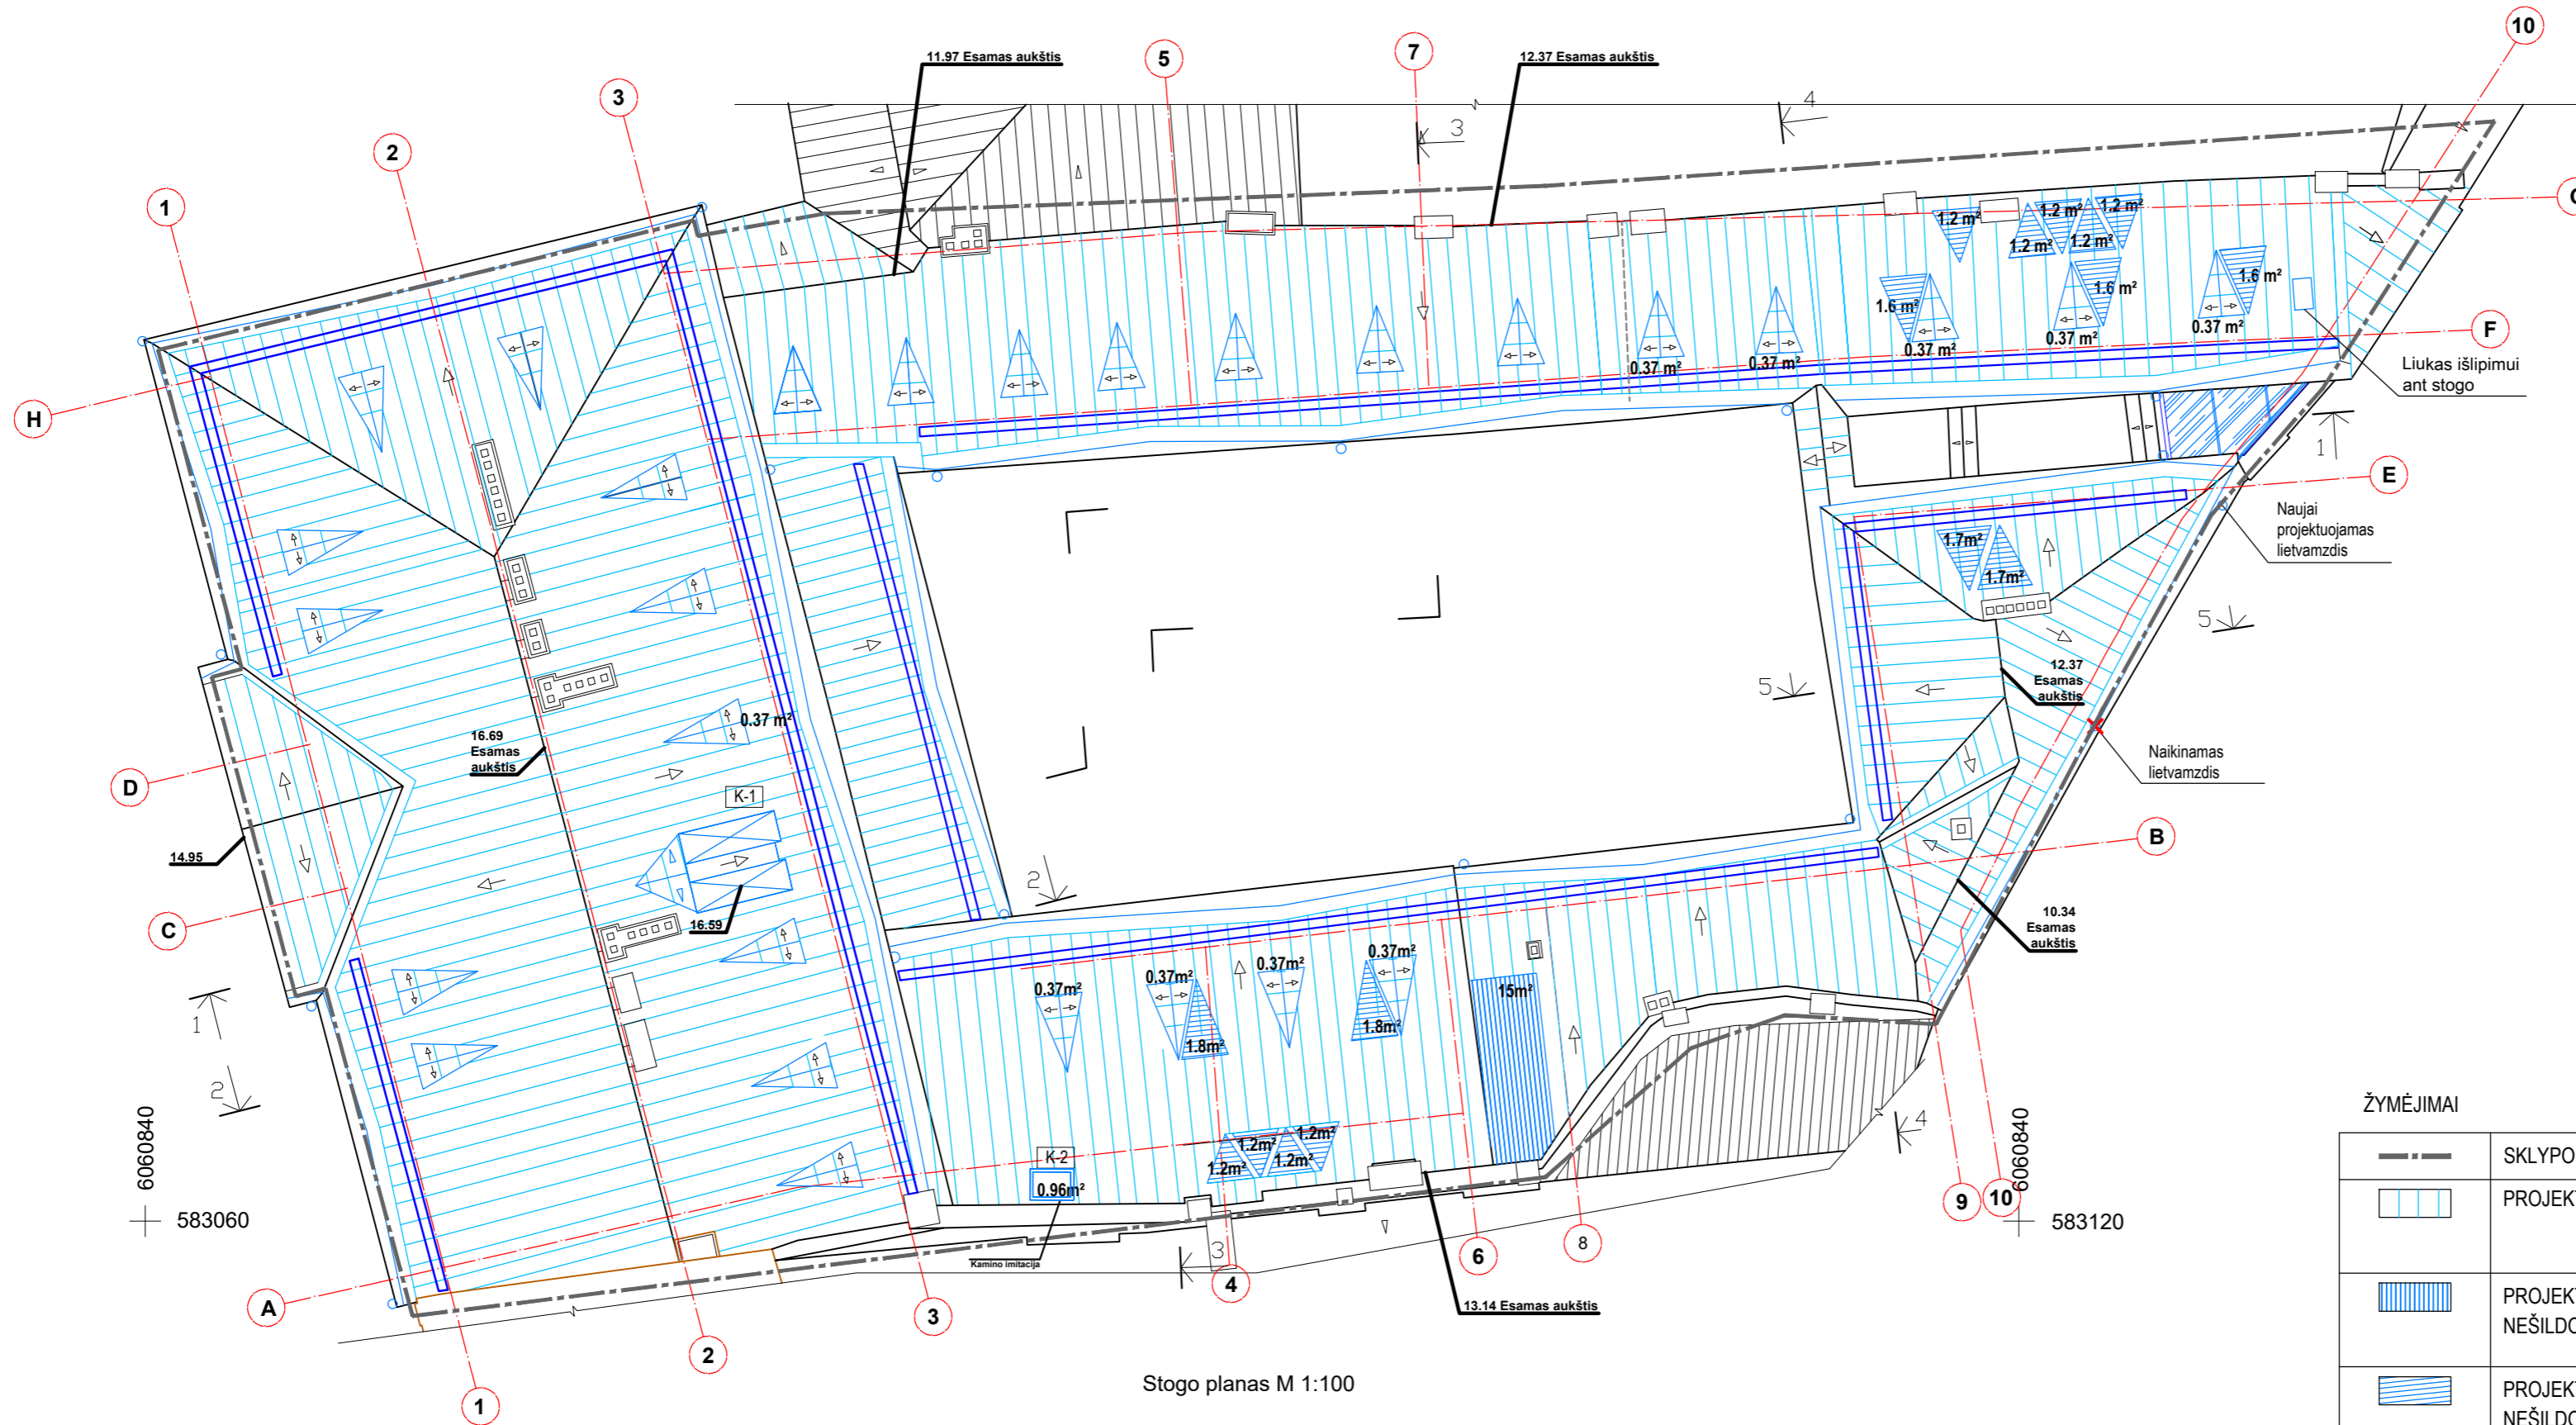 10
7
5
11.97 Esamas aukštis
12.37 Esamas aukštis
3
4
3
2
1
1.2 m²
1.2 m²
1.2 m²
1.2 m²
1.2 m²
1.6 m²
1.6 m²
1.6 m²
0.37 m²
0.37 m²
0.37 m²
0.37 m²
0.37 m²
F
Liukas išlipimui
ant stogo
H
1
E
Naujai
projektuojamas
lietvamzdis
1.7m²
1.7m²
5
5
12.37
Esamas
aukštis
0.37 m²
16.69
Esamas
aukštis
Naikinamas
lietvamzdis
D
K-1
14.95
B
2
C
16.59
10.34
Esamas
aukštis
0.37m²
0.37m²
0.37m²
0.37m²
15m²
1
1.8m²
1.8m²
2
4
1.2m²
1.2m²
1.2m²
1.2m²
K-2
0.96m²
6060840
583060
6060840
583120
9
10
8
6
3
4
Kamino imitacija
A
3
13.14 Esamas aukštis
2
1
Stogo planas M 1:100
ŽYMĖJIMAI
SKLYPO
PROJEK
PROJEK
NEŠILDO
PROJEK